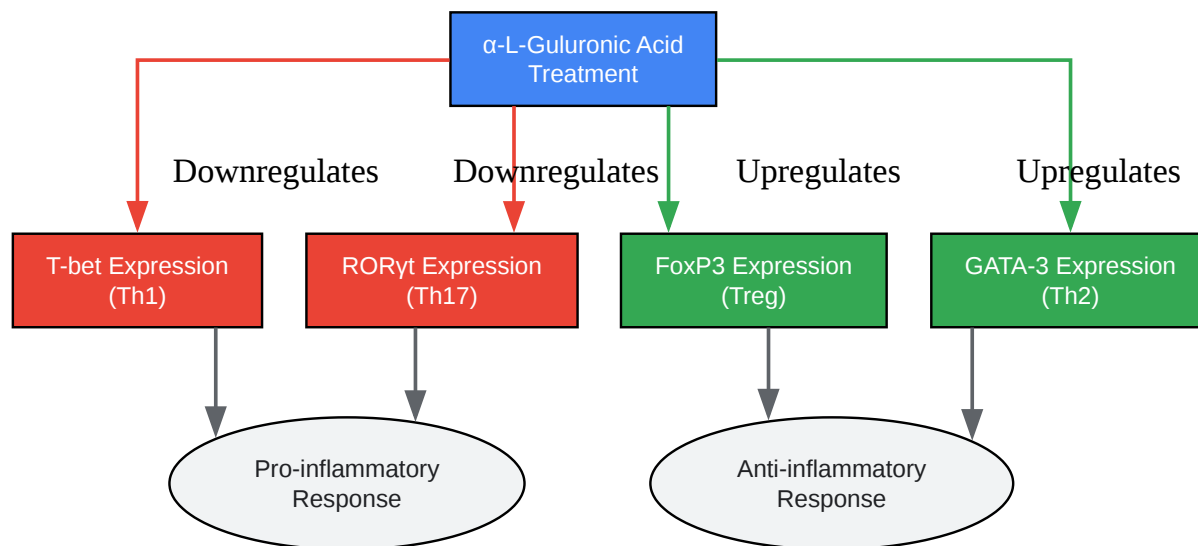 α-L-Guluronic Acid
Treatment
Downregulates
Downregulates
Upregulates
Upregulates
T-bet Expression
(Th1)
RORγt Expression
(Th17)
FoxP3 Expression
(Treg)
GATA-3 Expression
(Th2)
Pro-inflammatory
Response
Anti-inflammatory
Response